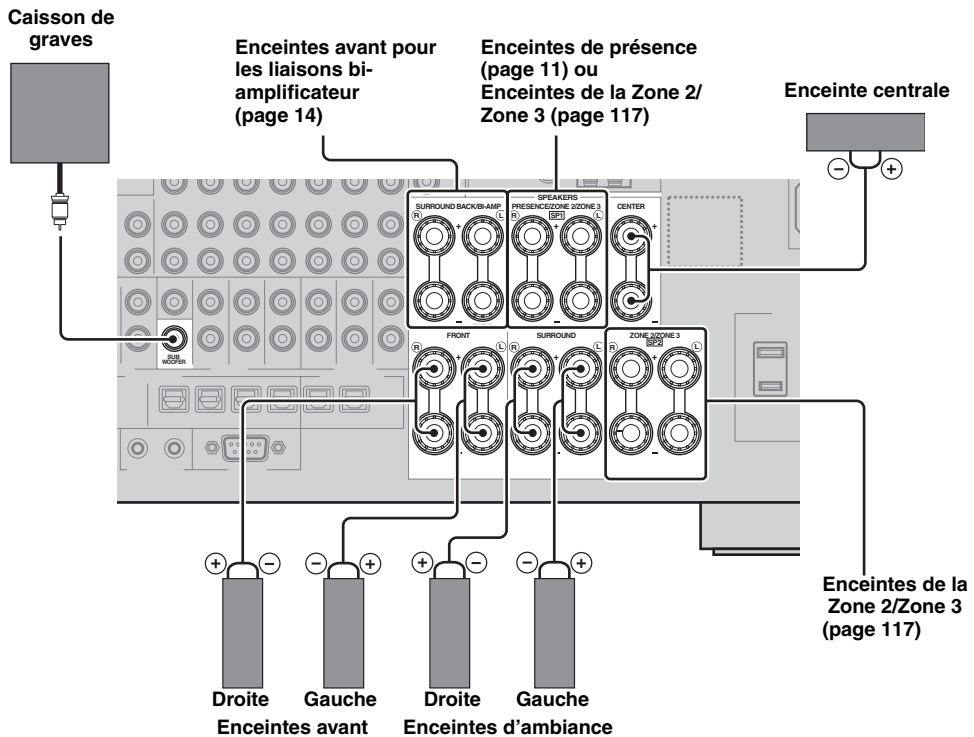 Caisson de
graves
Enceintes avant pour
les liaisons bi-
amplificateur
(page 14)
Enceintes de présence
(page 11) ou
Enceintes de la Zone 2/
Zone 3 (page 117)
Enceinte centrale
− +
SPEAKERS
SURROUND BACK/BI-AMP
PRESENCE/ZONE 2/ZONE 3
CENTER
R L R SP1 L
+ + +
− − −
FRONT
SURROUND
ZONE 2/ZONE 3
R L R L R SP2 L
+ + +
− − −
SUB
WOOFER
+ − − + + − − +
Enceintes de la
Zone 2/Zone 3
(page 117)
Droite Gauche Droite Gauche
Enceintes avant Enceintes d’ambiance